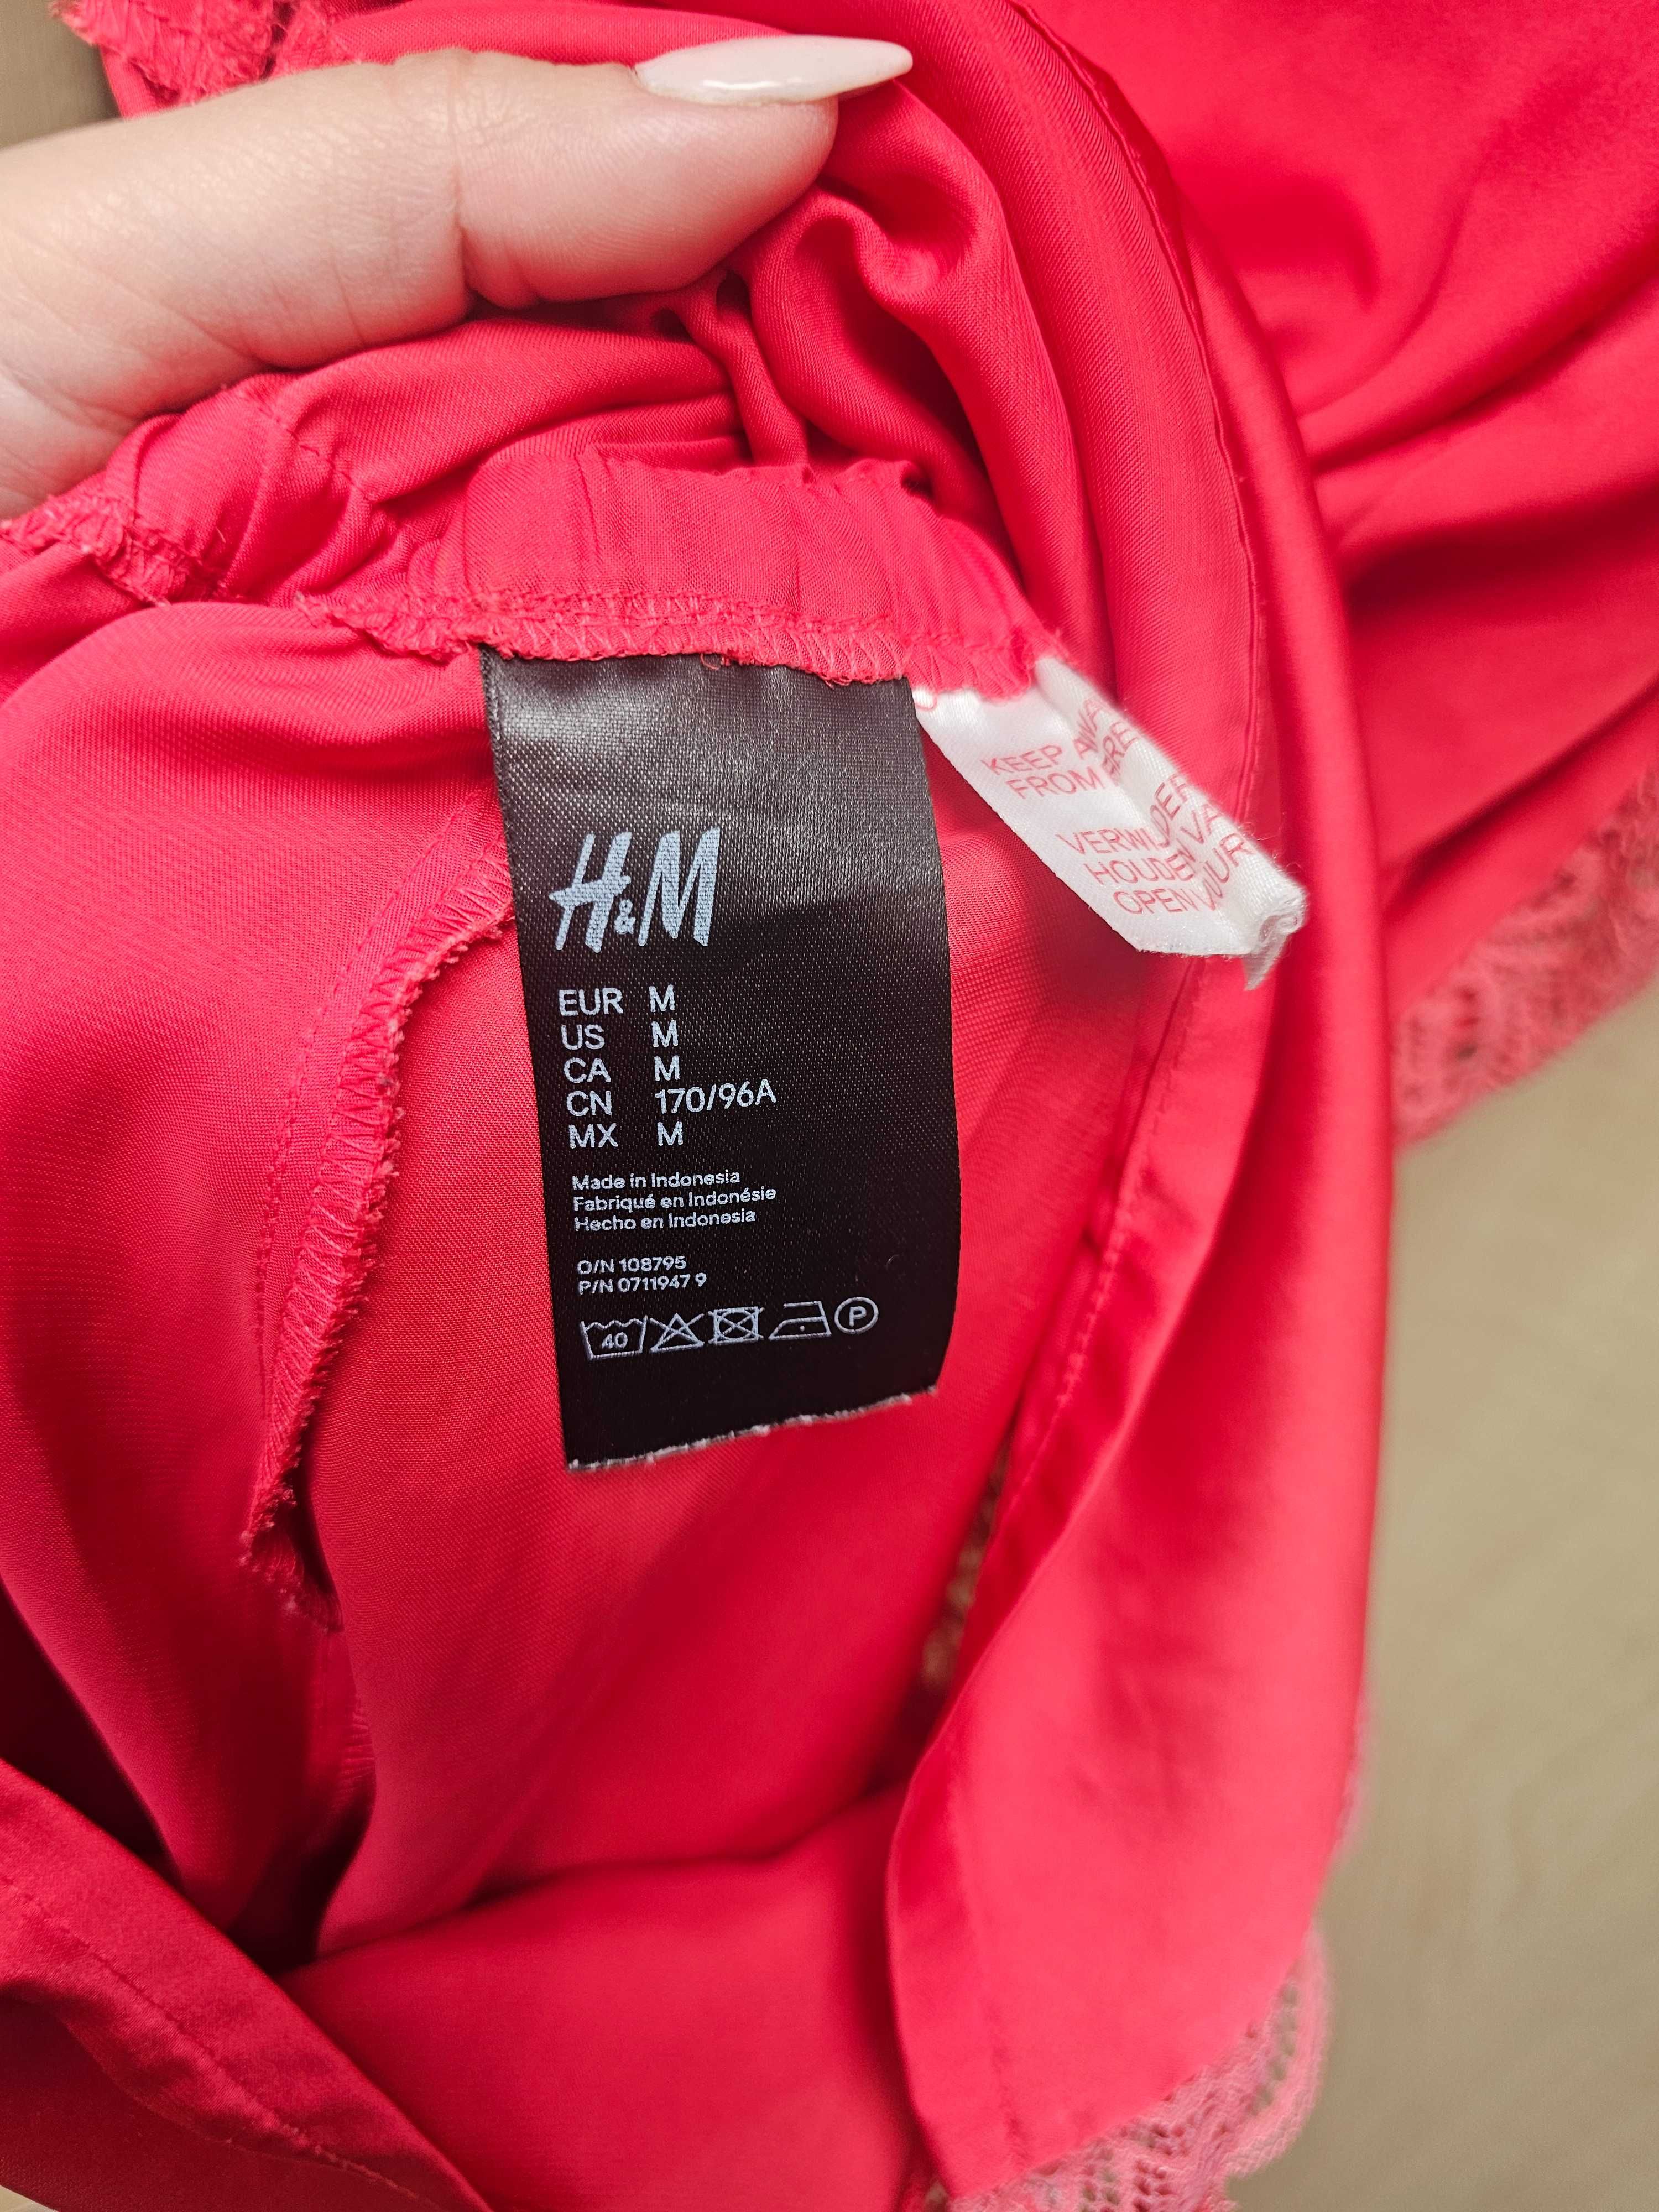 H&M
EUR M
US M
CA M
CN 170/96A
MX M
Made in Indonesia
Fabriqué en Indonésie
Hecho en Indonesia
O/N 108795
P/N 0711947 9
40
P
KEEP
FROM
HOUDEN
OPEN